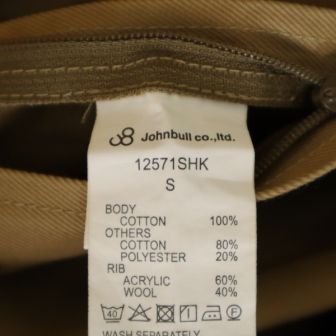 Johnbull co.,ltd.
12571SHK
S
BODY
COTTON 100%
OTHERS
COTTON 80%
POLYESTER 20%
RIB
ACRYLIC 60%
WOOL 40%
40
WASH SEPARATELY